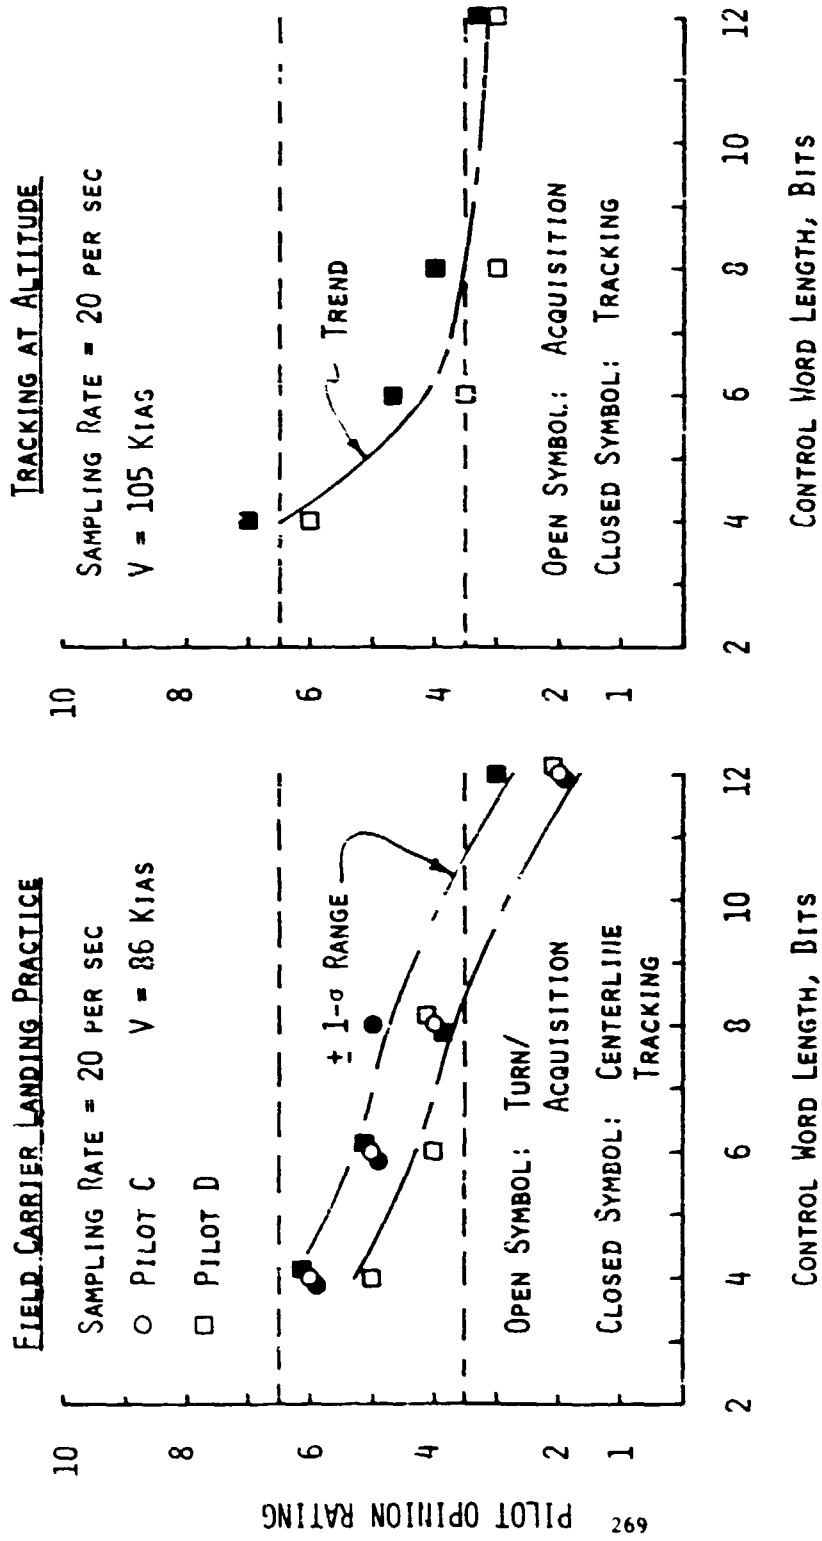 FIELD CARRIER LANDING PRACTICE
SAMPLING RATE = 20 PER SEC
○ PILOT C V = 86 KIAS
□ PILOT D
± 1-σ RANGE
OPEN SYMBOL: TURN/
ACQUISITION
CLOSED SYMBOL: CENTERLINE
TRACKING
10
8
6
4
2
1
PILOT OPINION RATING
2 4 6 8 10 12
CONTROL WORD LENGTH, BITS
TRACKING AT ALTITUDE
SAMPLING RATE = 20 PER SEC
V = 105 KIAS
TREND
OPEN SYMBOL: ACQUISITION
CLOSED SYMBOL: TRACKING
10
8
6
4
2
1
2 4 6 8 10 12
CONTROL WORD LENGTH, BITS
692